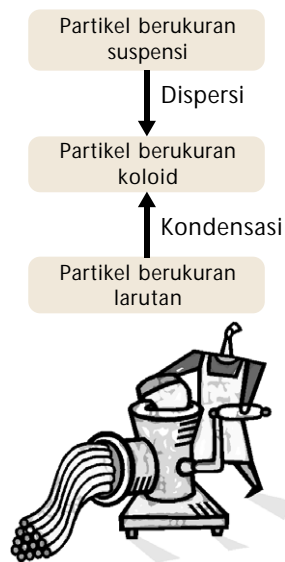 Partikel berukuran
suspensi
Dispersi
Partikel berukuran
koloid
Kondensasi
Partikel berukuran
larutan